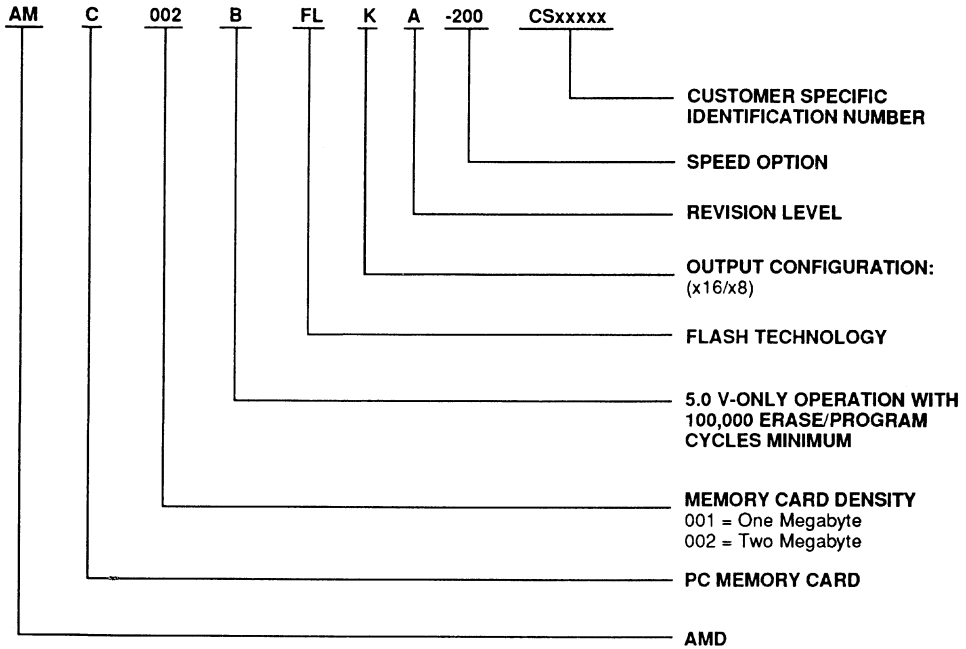 AM C 002 B FL K A -200 CSxxxxx
CUSTOMER SPECIFIC
IDENTIFICATION NUMBER
SPEED OPTION
REVISION LEVEL
OUTPUT CONFIGURATION:
(x16/x8)
FLASH TECHNOLOGY
5.0 V-ONLY OPERATION WITH
100,000 ERASE/PROGRAM
CYCLES MINIMUM
MEMORY CARD DENSITY
001 = One Megabyte
002 = Two Megabyte
PC MEMORY CARD
AMD